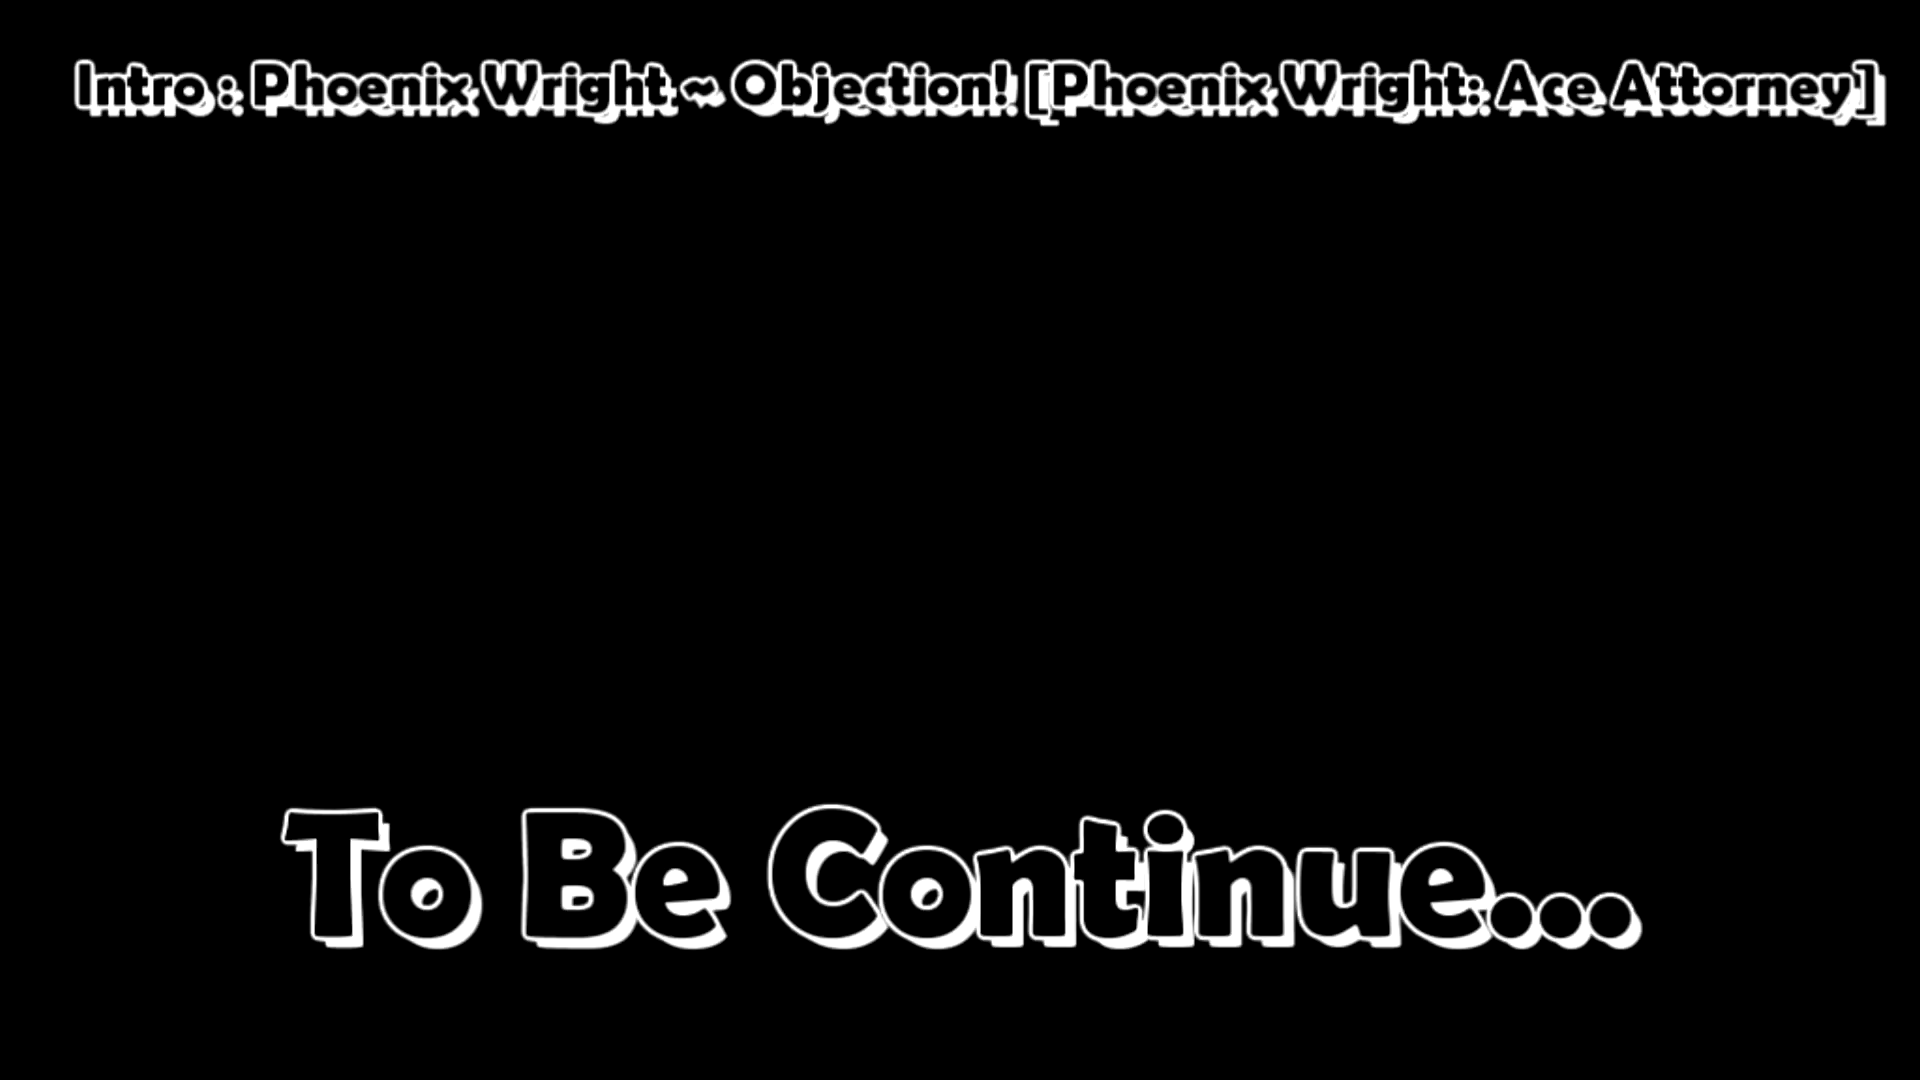 Intro : Phoenix Wright ~ Objection! [Phoenix Wright: Ace Attorney]
To Be Continue...